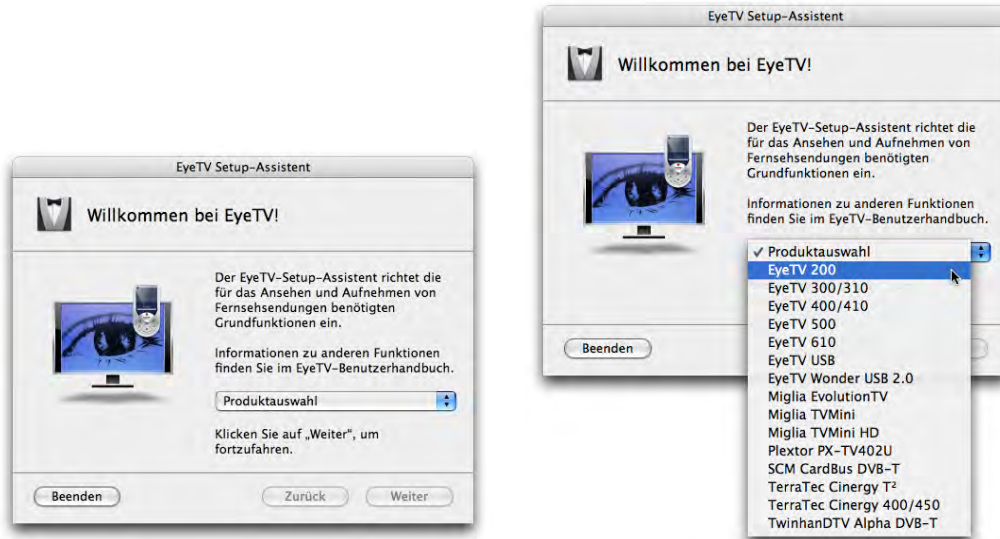 EyeTV Setup-Assistent
Willkommen bei EyeTV!
Der EyeTV-Setup-Assistent richtet die
für das Ansehen und Aufnehmen von
Fernsehsendungen benötigten
Grundfunktionen ein.
Informationen zu anderen Funktionen
finden Sie im EyeTV-Benutzerhandbuch.
Produktauswahl
Klicken Sie auf „Weiter“, um
fortzufahren.
Beenden
Zurück
Weiter
EyeTV Setup-Assistent
Willkommen bei EyeTV!
Der EyeTV-Setup-Assistent richtet die
für das Ansehen und Aufnehmen von
Fernsehsendungen benötigten
Grundfunktionen ein.
Informationen zu anderen Funktionen
finden Sie im EyeTV-Benutzerhandbuch.
✓ Produktauswahl
EyeTV 200
EyeTV 300/310
EyeTV 400/410
EyeTV 500
EyeTV 610
EyeTV USB
EyeTV Wonder USB 2.0
Miglia EvolutionTV
Miglia TVMini
Miglia TVMini HD
Plextor PX-TV402U
SCM CardBus DVB-T
TerraTec Cinergy T²
TerraTec Cinergy 400/450
TwinhanDTV Alpha DVB-T
Beenden